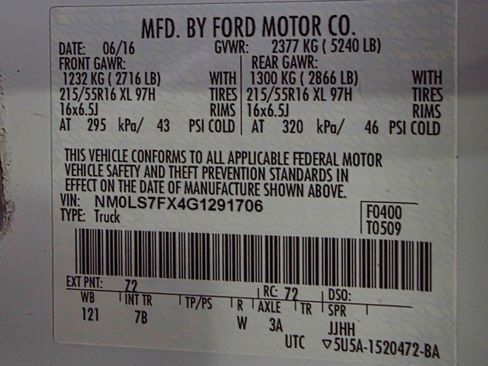 MFD. BY FORD MOTOR CO.
DATE: 06/16 GVWR: 2377 KG (5240 LB)
FRONT GAWR: REAR GAWR:
1232 KG (2716 LB) WITH 1300 KG (2866 LB) WITH
215/55R16 XL 97H TIRES 215/55R16 XL 97H TIRES
16x6.5J RIMS 16x6.5J RIMS
AT 295 kPa/ 43 PSI COLD AT 320 kPa/ 46 PSI COLD
THIS VEHICLE CONFORMS TO ALL APPLICABLE FEDERAL MOTOR
VEHICLE SAFETY AND THEFT PREVENTION STANDARDS IN
EFFECT ON THE DATE OF MANUFACTURE SHOWN ABOVE.
VIN: NM0LS7FX4G1291706 F0400
TYPE: Truck T0509
EXT PNT: 72 RC: 72 DSO:
WB INT TR TP/PS R AXLE TR SPR
121 7B W 3A JJHH
UTC ▽5U5A-1520472-BA